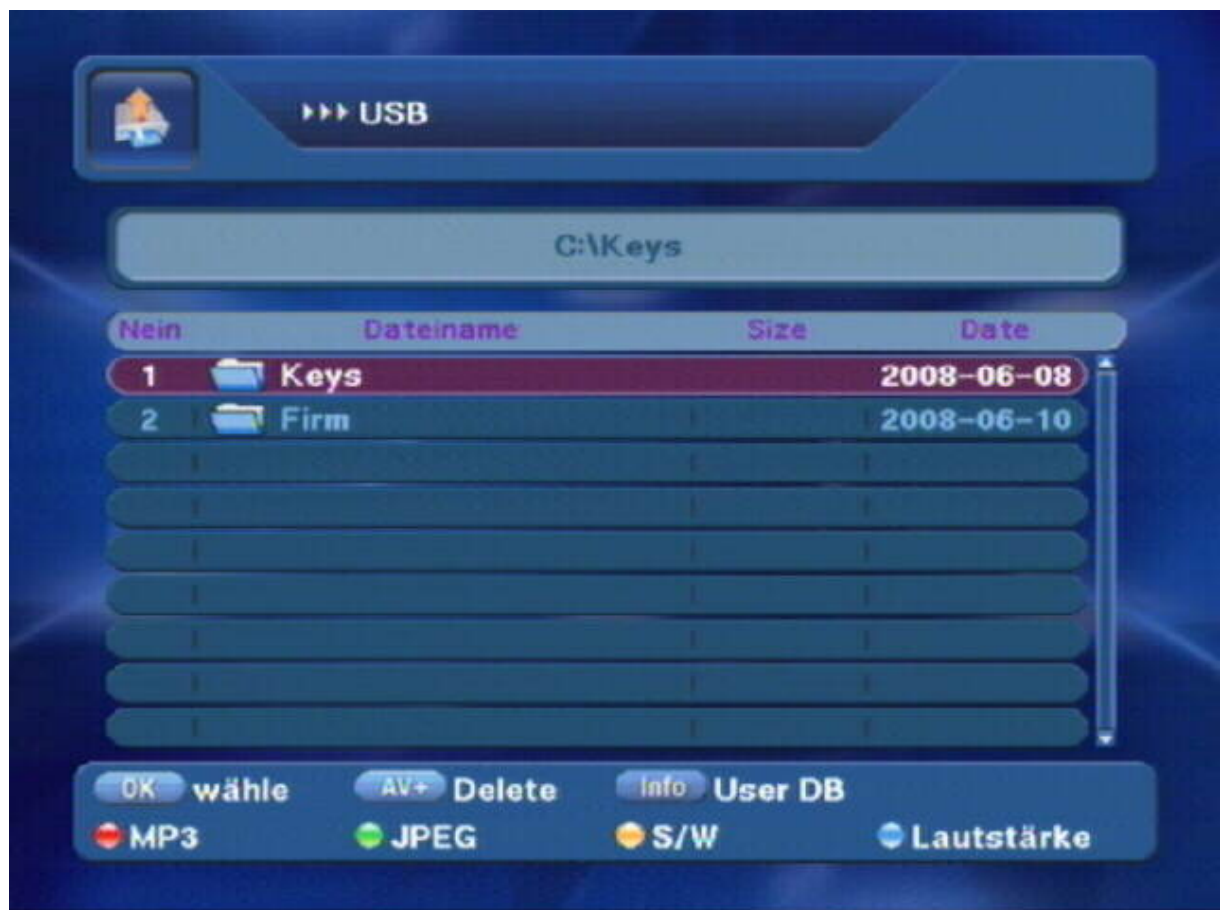 ▸▸▸ USB
C:\Keys
Nein Dateiname Size Date
1 Keys 2008-06-08
2 Firm 2008-06-10
OK wähle AV+ Delete Info User DB
MP3 JPEG S/W Lautstärke